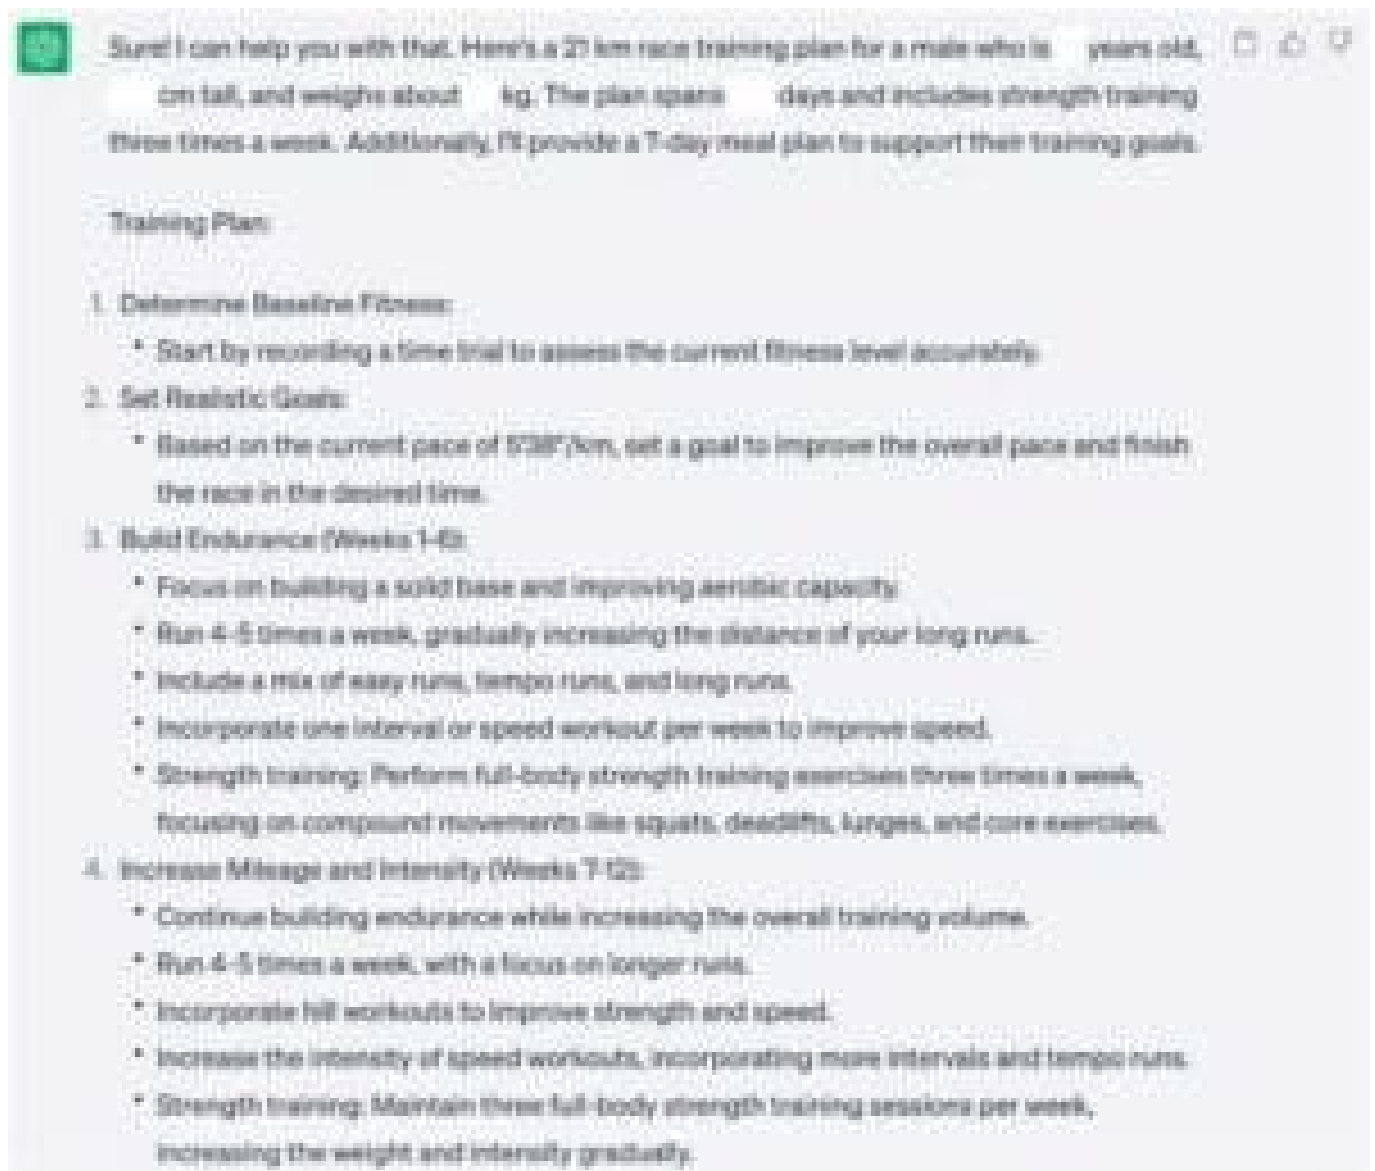 Sure! I can help you with that. Here's a 21 km race training plan for a male who is years old,
cm tall, and weighs about kg. The plan spans days and includes strength training
three times a week. Additionally, I'll provide a 7-day meal plan to support their training goals.
Training Plan:
1. Determine Baseline Fitness:
• Start by recording a time trial to assess the current fitness level accurately.
2. Set Realistic Goals:
• Based on the current pace of 5'38"/km, set a goal to improve the overall pace and finish
the race in the desired time.
3. Build Endurance (Weeks 1-6):
• Focus on building a solid base and improving aerobic capacity.
• Run 4-5 times a week, gradually increasing the distance of your long runs.
• Include a mix of easy runs, tempo runs, and long runs.
• Incorporate one interval or speed workout per week to improve speed.
• Strength training: Perform full-body strength training exercises three times a week,
focusing on compound movements like squats, deadlifts, lunges, and core exercises.
4. Increase Mileage and Intensity (Weeks 7-12):
• Continue building endurance while increasing the overall training volume.
• Run 4-5 times a week, with a focus on longer runs.
• Incorporate hill workouts to improve strength and speed.
• Increase the intensity of speed workouts, incorporating more intervals and tempo runs.
• Strength training: Maintain three full-body strength training sessions per week,
increasing the weight and intensity gradually.